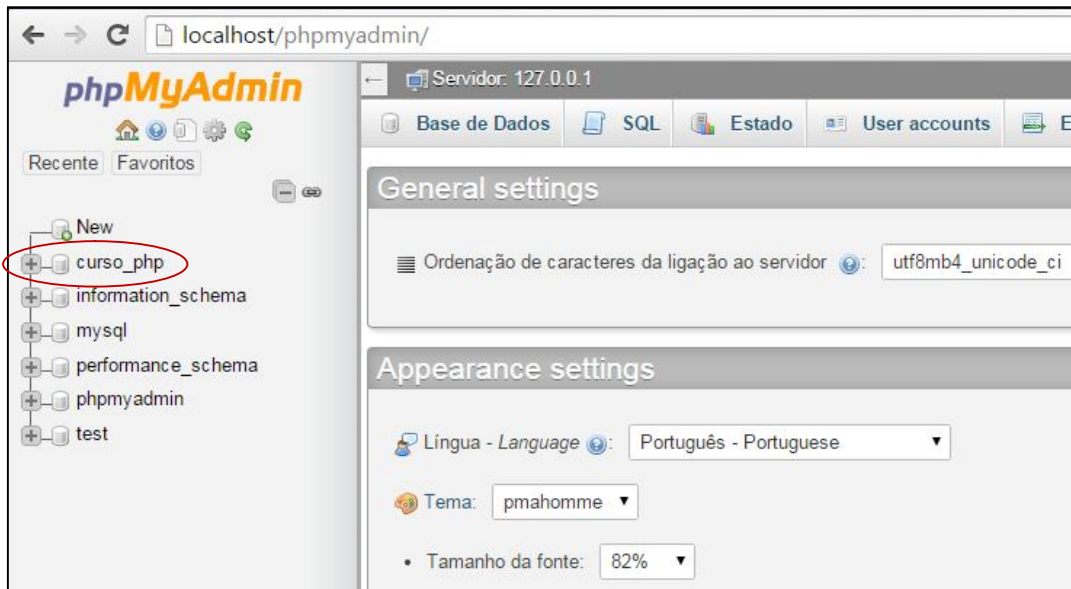 localhost/phpmyadmin/
phpMyAdmin
Recente Favoritos
New
curso_php
information_schema
mysql
performance_schema
phpmyadmin
test
Servidor: 127.0.0.1
Base de Dados SQL Estado User accounts E
General settings
Ordenação de caracteres da ligação ao servidor : utf8mb4_unicode_ci
Appearance settings
Língua - Language : Português - Portuguese
Tema: pmahomme
• Tamanho da fonte: 82%